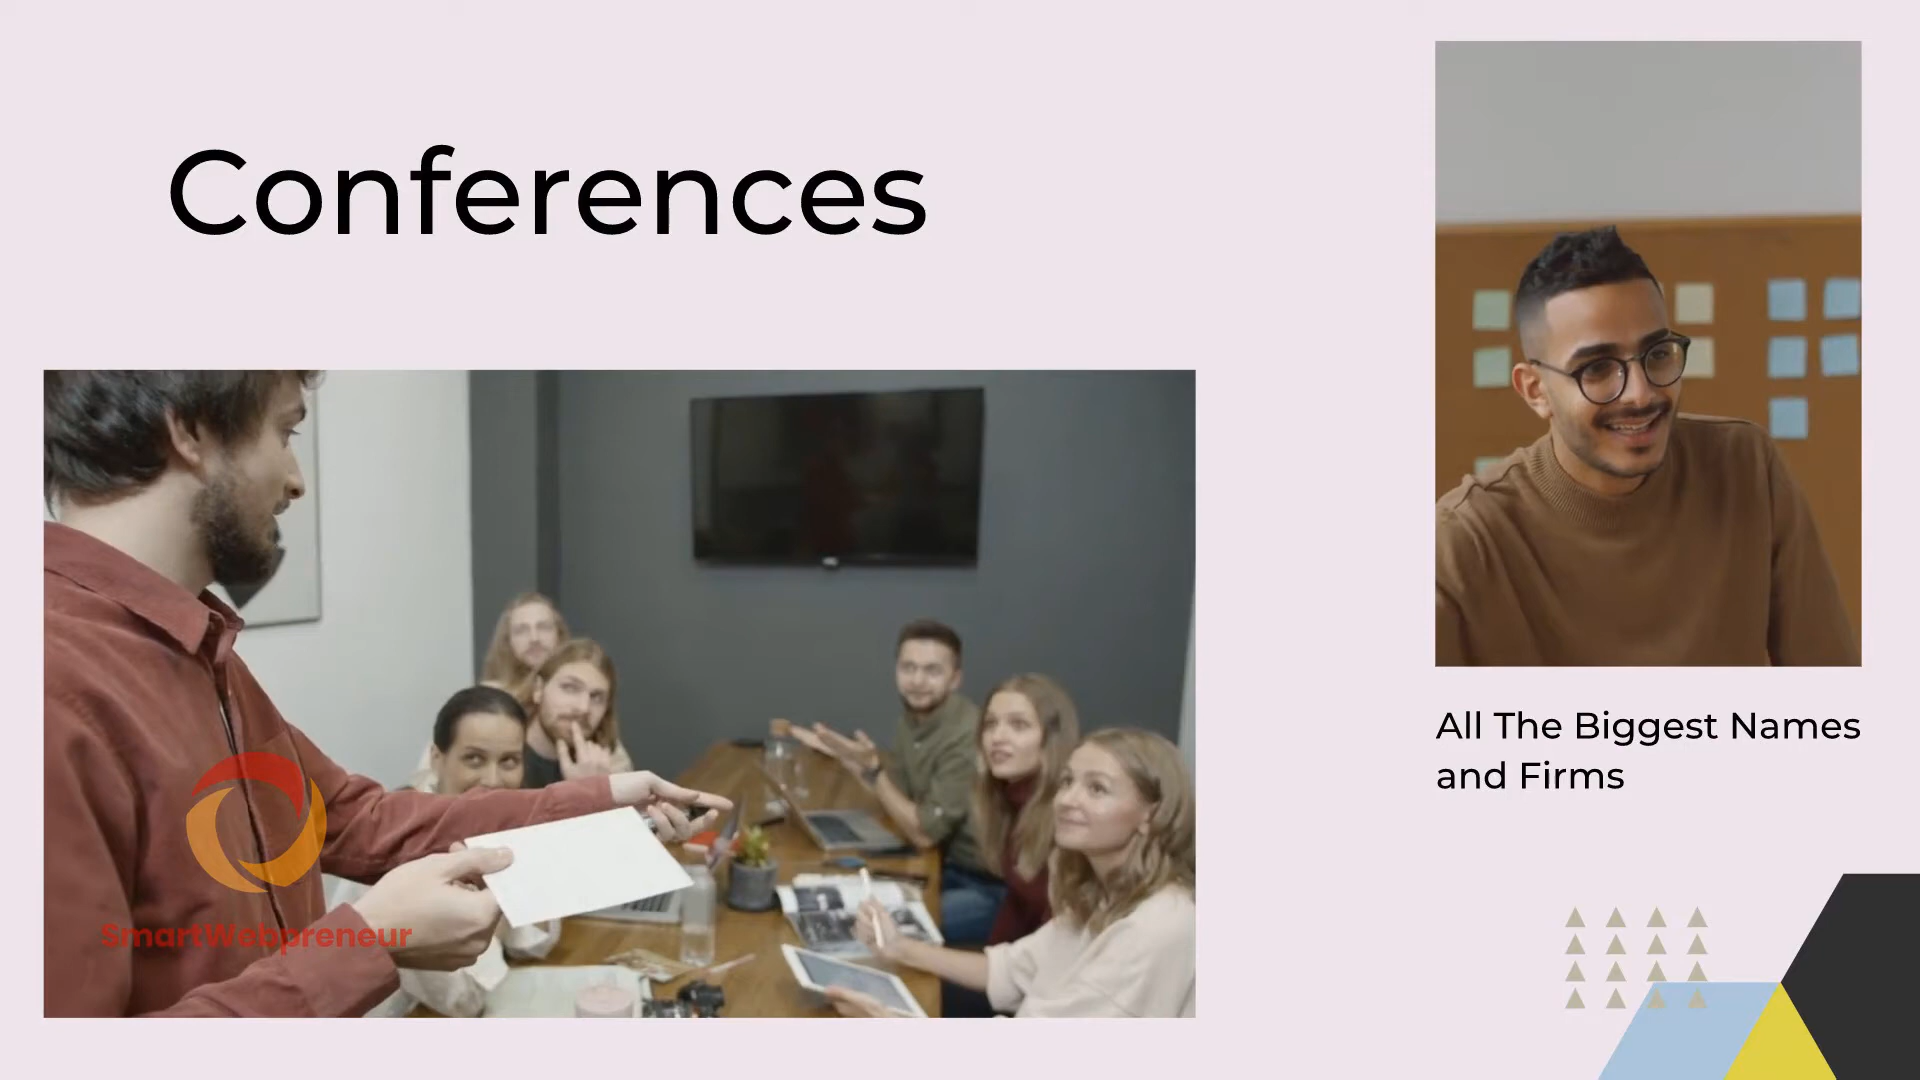 Conferences
SmartWebpreneur
All The Biggest Names
and Firms